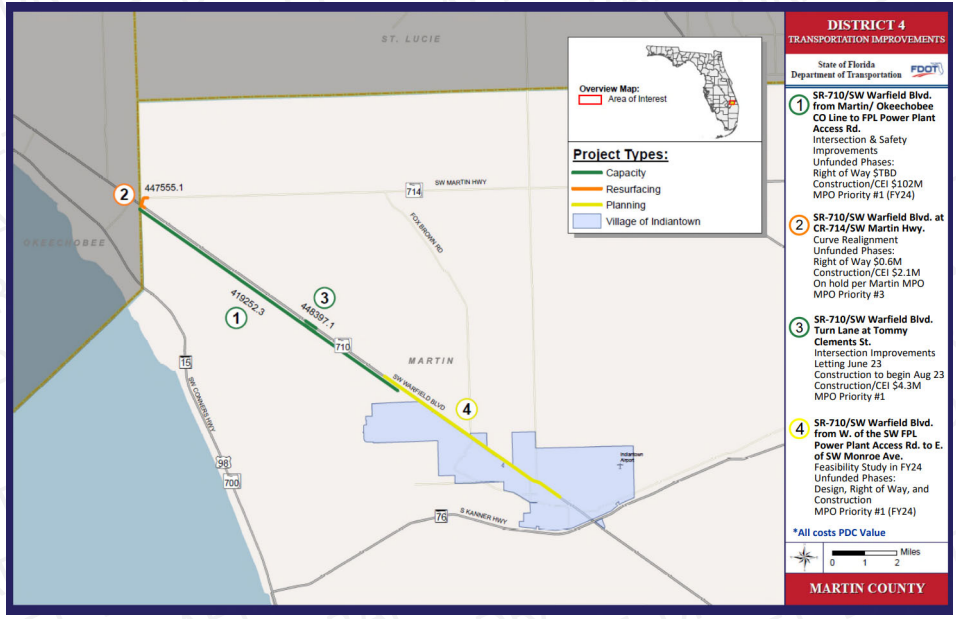 ST. LUCIE
Overview Map:
Area of Interest
Project Types:
Capacity
Resurfacing
Planning
Village of Indiantown
447555.1
2
SW MARTIN HWY
714
FOX BROWN RD
OKEECHOBEE
419252.3
1
3
448397.1
710
MARTIN
15
SW CONNERS HWY
SW WARFIELD BLVD
4
Indiantown
Airport
98
700
76
S KANNER HWY
DISTRICT 4
TRANSPORTATION IMPROVEMENTS
State of Florida
Department of Transportation
FDOT
1
SR-710/SW Warfield Blvd.
from Martin/ Okeechobee
CO Line to FPL Power Plant
Access Rd.
Intersection & Safety
Improvements
Unfunded Phases:
Right of Way $TBD
Construction/CEI $102M
MPO Priority #1 (FY24)
2
SR-710/SW Warfield Blvd. at
CR-714/SW Martin Hwy.
Curve Realignment
Unfunded Phases:
Right of Way $0.6M
Construction/CEI $2.1M
On hold per Martin MPO
MPO Priority #3
3
SR-710/SW Warfield Blvd.
Turn Lane at Tommy
Clements St.
Intersection Improvements
Letting June 23
Construction to begin Aug 23
Construction/CEI $4.3M
MPO Priority #1
4
SR-710/SW Warfield Blvd.
from W. of the SW FPL
Power Plant Access Rd. to E.
of SW Monroe Ave.
Feasibility Study in FY24
Unfunded Phases:
Design, Right of Way, and
Construction
MPO Priority #1 (FY24)
*All costs PDC Value
Miles
0 1 2
MARTIN COUNTY